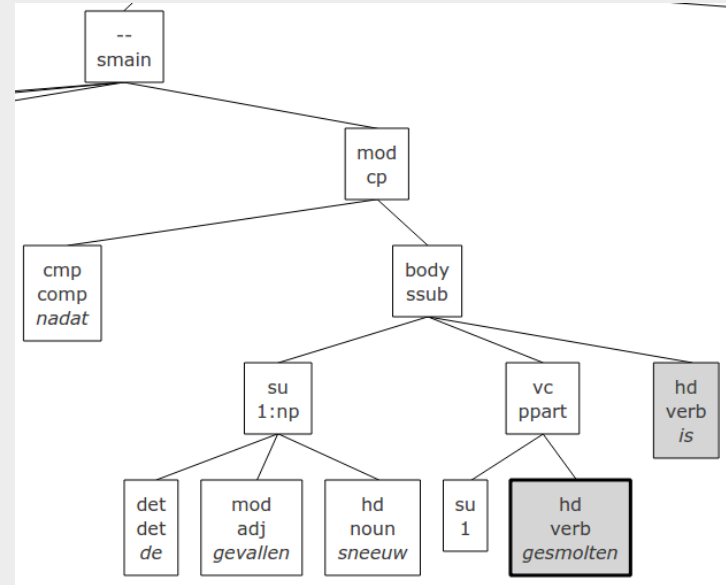 --
smain
mod
cp
cmp
comp
nadat
body
ssub
su
1:np
vc
ppart
hd
verb
is
det
det
de
mod
adj
gevallen
hd
noun
sneeuw
su
1
hd
verb
gesmolten